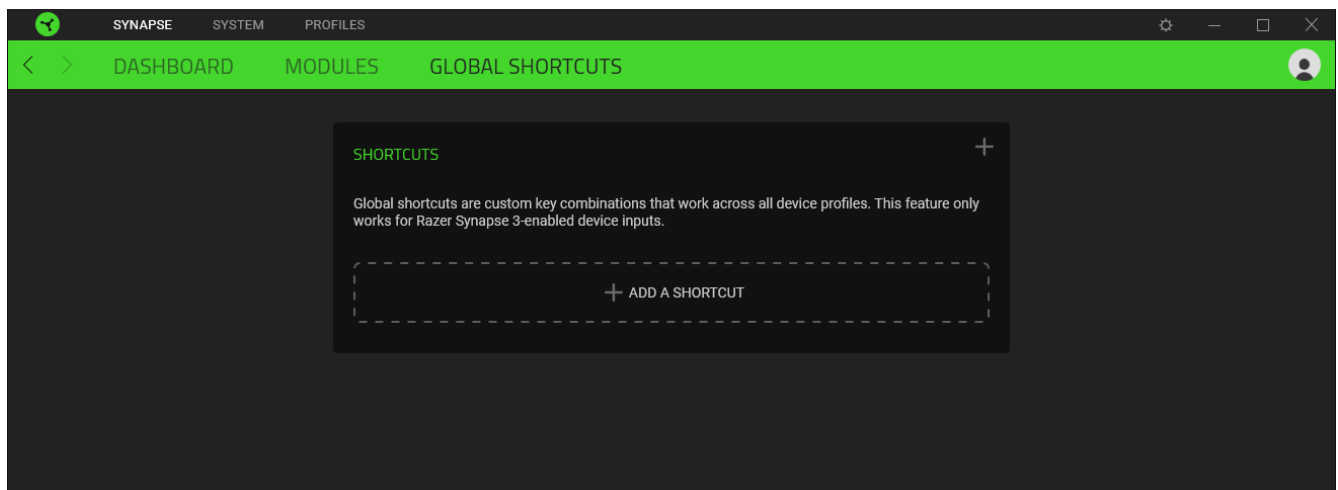 SYNAPSE SYSTEM PROFILES
DASHBOARD MODULES GLOBAL SHORTCUTS
SHORTCUTS
Global shortcuts are custom key combinations that work across all device profiles. This feature only
works for Razer Synapse 3-enabled device inputs.
ADD A SHORTCUT